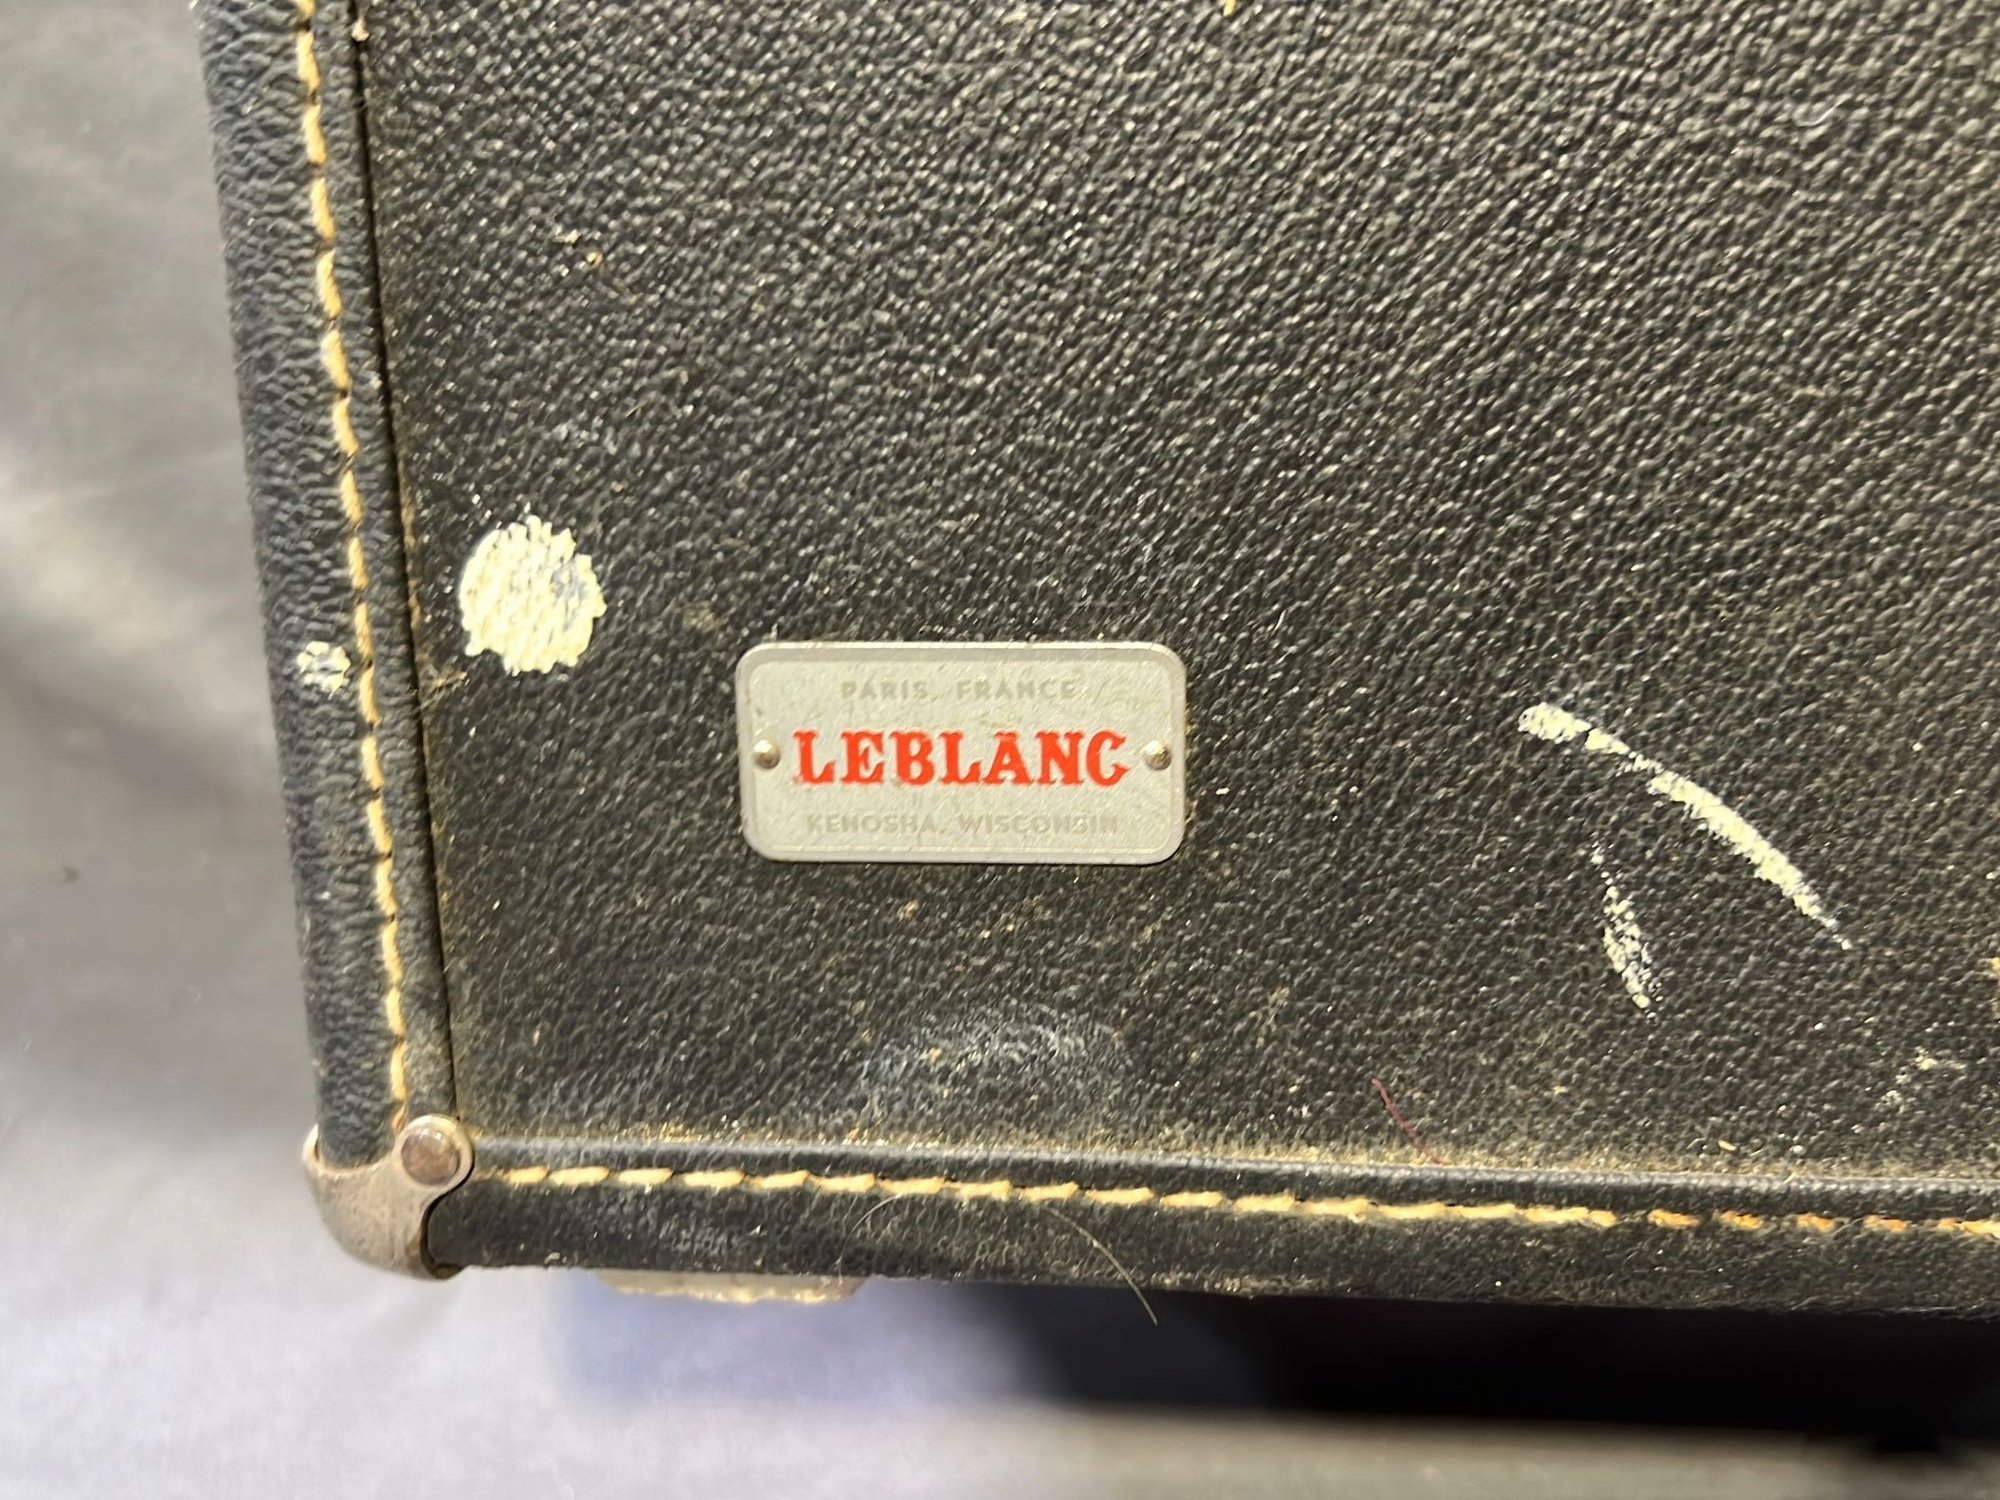 PARIS, FRANCE
LEBLANC
KENOSHA, WISCONSIN